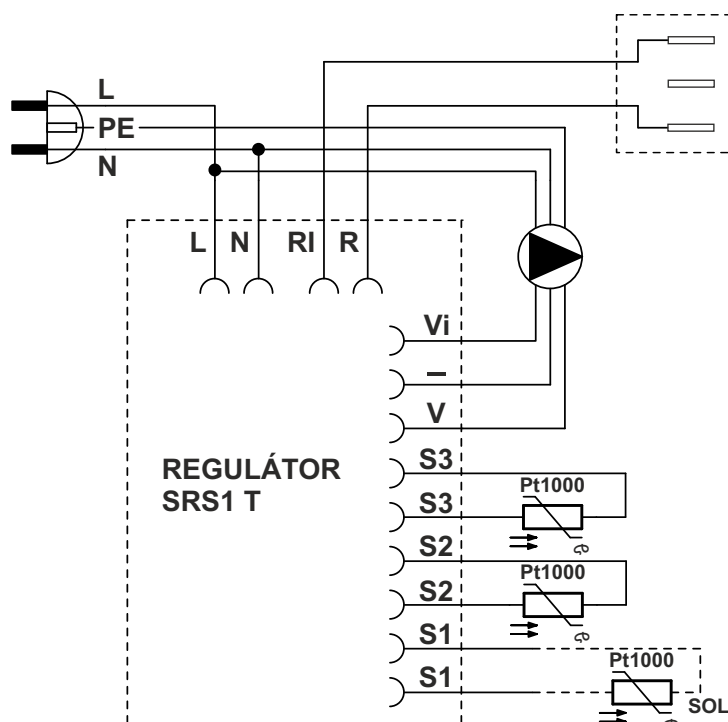 L
PE
N
L N RI R
Vi
–
V
REGULÁTOR
SRS1 T
S3
Pt1000
S3
ϑ
S2
Pt1000
S2
ϑ
S1
Pt1000
S1
SOL